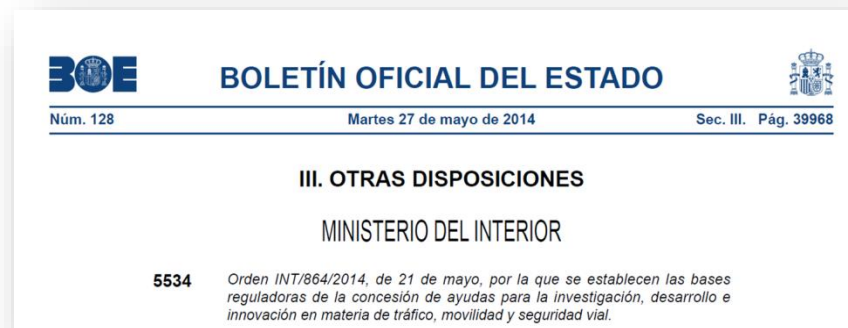 BOE
BOLETÍN OFICIAL DEL ESTADO
Núm. 128 Martes 27 de mayo de 2014 Sec. III. Pág. 39968
III. OTRAS DISPOSICIONES
MINISTERIO DEL INTERIOR
5534 Orden INT/864/2014, de 21 de mayo, por la que se establecen las bases
reguladoras de la concesión de ayudas para la investigación, desarrollo e
innovación en materia de tráfico, movilidad y seguridad vial.